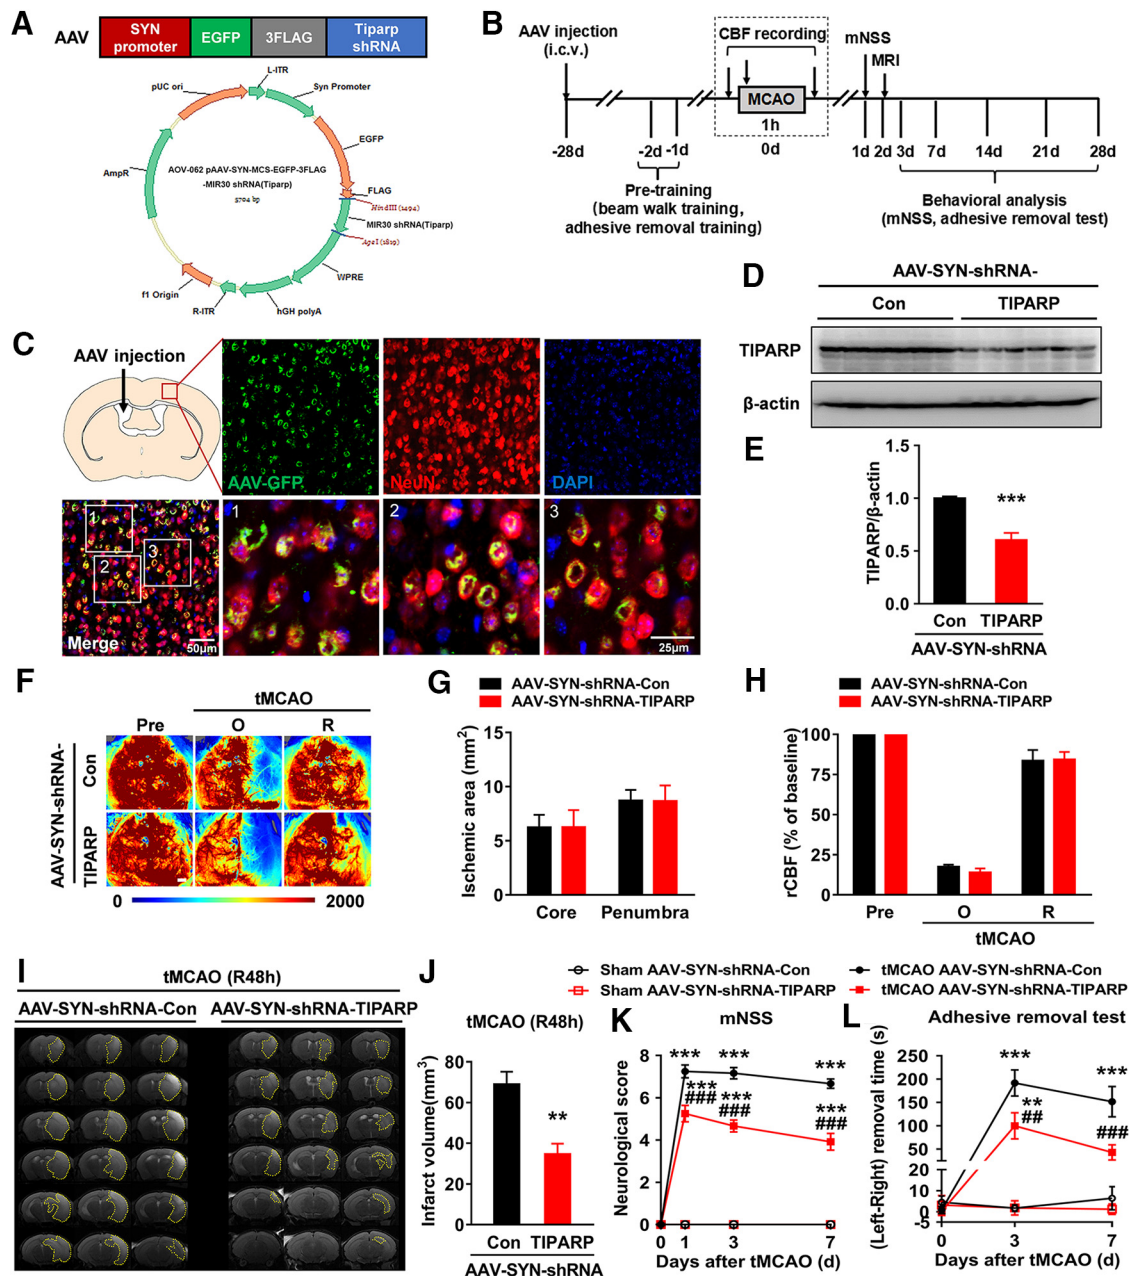 A
AAV
SYN
promoter
EGFP
3FLAG
Tiparp
shRNA
L-ITR
pUC ori
Syn Promoter
EGFP
AmpR
AOV-062 pAAV-SYN-MCS-EGFP-3FLAG
-MIR30 shRNA(Tiparp)
5704 bp
FLAG
HindIII (1494)
MIR30 shRNA(Tiparp)
AgeI (1819)
WPRE
f1 Origin
R-ITR
hGH polyA
B
AAV injection
(i.c.v.)
CBF recording
mNSS
MRI
MCAO
1h
-28d
-2d
-1d
0d
1d
2d
3d
7d
14d
21d
28d
Pre-training
(beam walk training,
adhesive removal training)
Behavioral analysis
(mNSS, adhesive removal test)
C
AAV injection
AAV-GFP
NeuN
DAPI
1
2
3
Merge
50μm
1
2
3
25μm
D
AAV-SYN-shRNA-
Con
TIPARP
TIPARP
β-actin
E
TIPARP/β-actin
1.5
1.0
0.5
0.0
***
Con
TIPARP
AAV-SYN-shRNA
F
tMCAO
Pre
O
R
AAV-SYN-shRNA-
Con
TIPARP
0
2000
G
AAV-SYN-shRNA-Con
AAV-SYN-shRNA-TIPARP
Ischemic area (mm²)
15
10
5
0
Core
Penumbra
H
AAV-SYN-shRNA-Con
AAV-SYN-shRNA-TIPARP
rCBF (% of baseline)
100
75
50
25
0
Pre
O
R
tMCAO
I
tMCAO (R48h)
AAV-SYN-shRNA-Con
AAV-SYN-shRNA-TIPARP
J
tMCAO (R48h)
Infarct volume(mm³)
80
60
40
20
0
**
Con
TIPARP
AAV-SYN-shRNA
Sham AAV-SYN-shRNA-Con
Sham AAV-SYN-shRNA-TIPARP
tMCAO AAV-SYN-shRNA-Con
tMCAO AAV-SYN-shRNA-TIPARP
K
mNSS
Neurological score
8
6
4
2
0
***
***
***
***
###
***
###
***
###
0
1
3
7
Days after tMCAO (d)
L
Adhesive removal test
(Left-Right) removal time (s)
250
200
150
100
50
20
10
0
-5
***
***
**
##
###
0
3
7
Days after tMCAO (d)